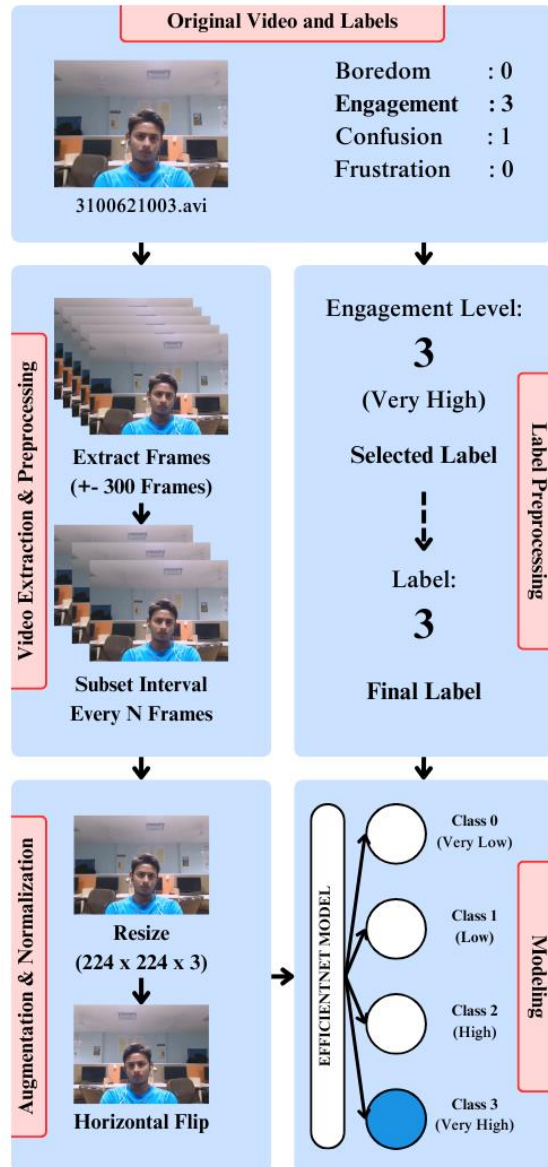 Original Video and Labels
3100621003.avi
Boredom : 0
Engagement : 3
Confusion : 1
Frustration : 0
Video Extraction & Preprocessing
Extract Frames
(+- 300 Frames)
Subset Interval
Every N Frames
Engagement Level:
3
(Very High)
Selected Label
Label:
3
Final Label
Label Preprocessing
Augmentation & Normalization
Resize
(224 x 224 x 3)
Horizontal Flip
EFFICIENTNET MODEL
Class 0
(Very Low)
Class 1
(Low)
Class 2
(High)
Class 3
(Very High)
Modeling